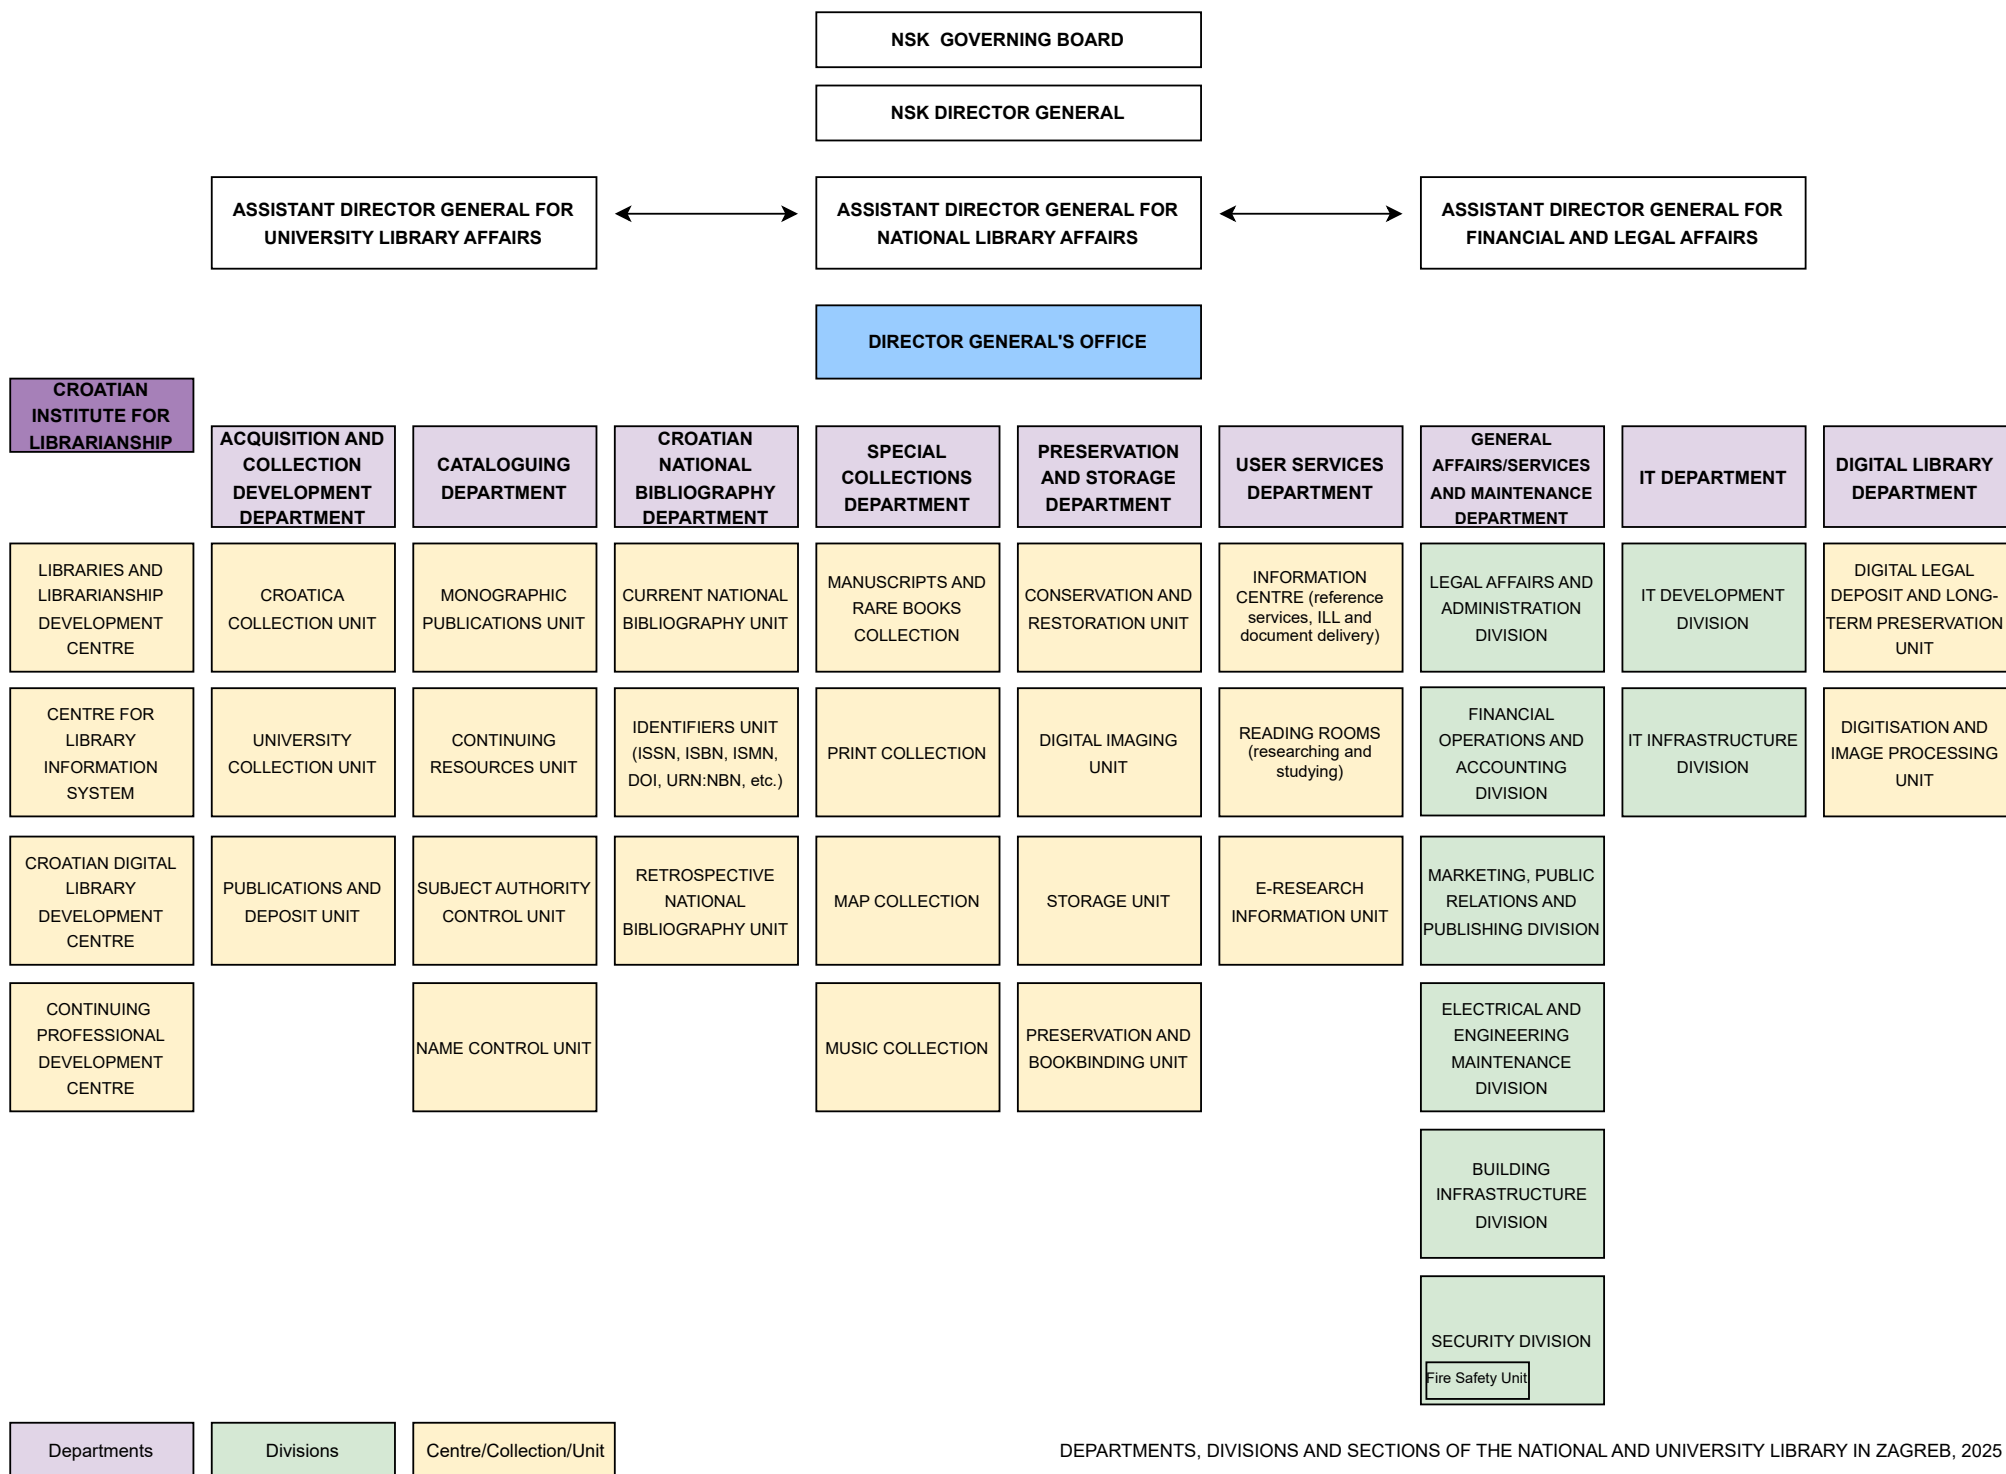 NSK GOVERNING BOARD
NSK DIRECTOR GENERAL
ASSISTANT DIRECTOR GENERAL FOR
UNIVERSITY LIBRARY AFFAIRS
ASSISTANT DIRECTOR GENERAL FOR
NATIONAL LIBRARY AFFAIRS
ASSISTANT DIRECTOR GENERAL FOR
FINANCIAL AND LEGAL AFFAIRS
DIRECTOR GENERAL'S OFFICE
CROATIAN
INSTITUTE FOR
LIBRARIANSHIP
ACQUISITION AND
COLLECTION
DEVELOPMENT
DEPARTMENT
CATALOGUING
DEPARTMENT
CROATIAN
NATIONAL
BIBLIOGRAPHY
DEPARTMENT
SPECIAL
COLLECTIONS
DEPARTMENT
PRESERVATION
AND STORAGE
DEPARTMENT
USER SERVICES
DEPARTMENT
GENERAL
AFFAIRS/SERVICES
AND MAINTENANCE
DEPARTMENT
IT DEPARTMENT
DIGITAL LIBRARY
DEPARTMENT
LIBRARIES AND
LIBRARIANSHIP
DEVELOPMENT
CENTRE
CROATICA
COLLECTION UNIT
MONOGRAPHIC
PUBLICATIONS UNIT
CURRENT NATIONAL
BIBLIOGRAPHY UNIT
MANUSCRIPTS AND
RARE BOOKS
COLLECTION
CONSERVATION AND
RESTORATION UNIT
INFORMATION
CENTRE (reference
services, ILL and
document delivery)
LEGAL AFFAIRS AND
ADMINISTRATION
DIVISION
IT DEVELOPMENT
DIVISION
DIGITAL LEGAL
DEPOSIT AND LONG-
TERM PRESERVATION
UNIT
CENTRE FOR
LIBRARY
INFORMATION
SYSTEM
UNIVERSITY
COLLECTION UNIT
CONTINUING
RESOURCES UNIT
IDENTIFIERS UNIT
(ISSN, ISBN, ISMN,
DOI, URN:NBN, etc.)
PRINT COLLECTION
DIGITAL IMAGING
UNIT
READING ROOMS
(researching and
studying)
FINANCIAL
OPERATIONS AND
ACCOUNTING
DIVISION
IT INFRASTRUCTURE
DIVISION
DIGITISATION AND
IMAGE PROCESSING
UNIT
CROATIAN DIGITAL
LIBRARY
DEVELOPMENT
CENTRE
PUBLICATIONS AND
DEPOSIT UNIT
SUBJECT AUTHORITY
CONTROL UNIT
RETROSPECTIVE
NATIONAL
BIBLIOGRAPHY UNIT
MAP COLLECTION
STORAGE UNIT
E-RESEARCH
INFORMATION UNIT
MARKETING, PUBLIC
RELATIONS AND
PUBLISHING DIVISION
CONTINUING
PROFESSIONAL
DEVELOPMENT
CENTRE
NAME CONTROL UNIT
MUSIC COLLECTION
PRESERVATION AND
BOOKBINDING UNIT
ELECTRICAL AND
ENGINEERING
MAINTENANCE
DIVISION
BUILDING
INFRASTRUCTURE
DIVISION
SECURITY DIVISION
Fire Safety Unit
Departments
Divisions
Centre/Collection/Unit
DEPARTMENTS, DIVISIONS AND SECTIONS OF THE NATIONAL AND UNIVERSITY LIBRARY IN ZAGREB, 2025